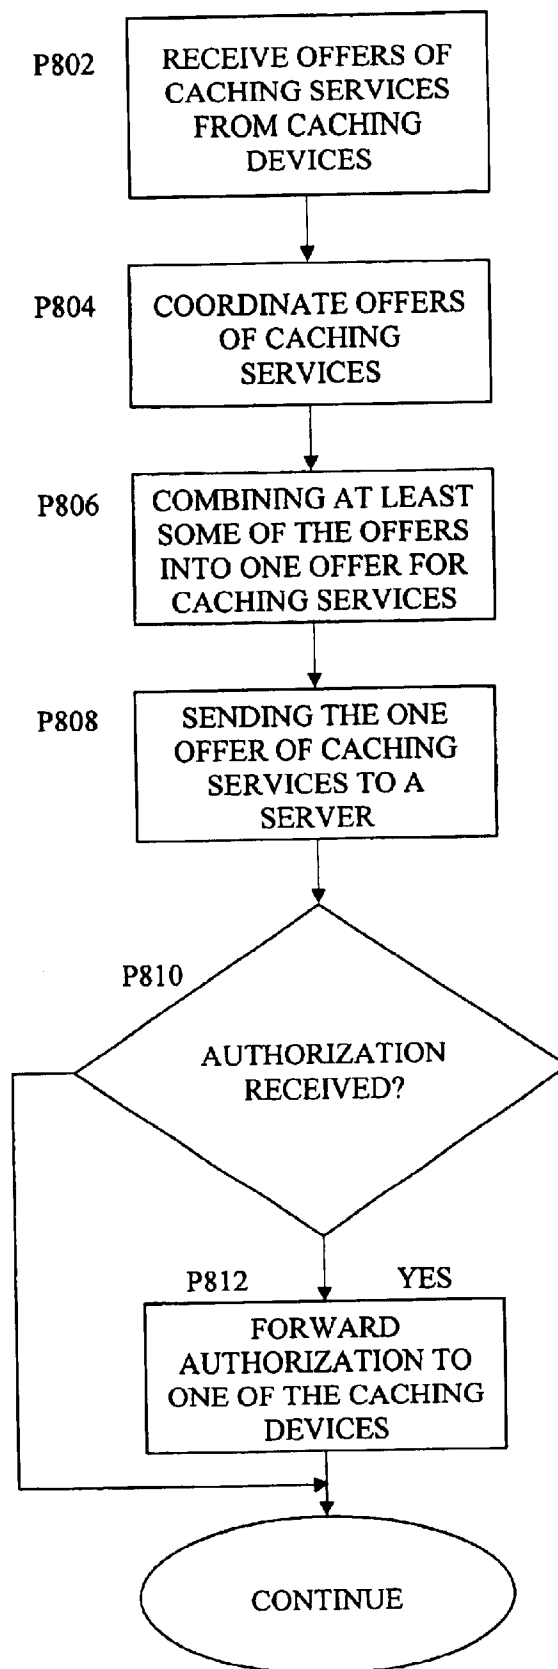 P802
RECEIVE OFFERS OF
CACHING SERVICES
FROM CACHING
DEVICES
P804
COORDINATE OFFERS
OF CACHING
SERVICES
P806
COMBINING AT LEAST
SOME OF THE OFFERS
INTO ONE OFFER FOR
CACHING SERVICES
P808
SENDING THE ONE
OFFER OF CACHING
SERVICES TO A
SERVER
P810
AUTHORIZATION
RECEIVED?
P812
YES
FORWARD
AUTHORIZATION TO
ONE OF THE CACHING
DEVICES
CONTINUE